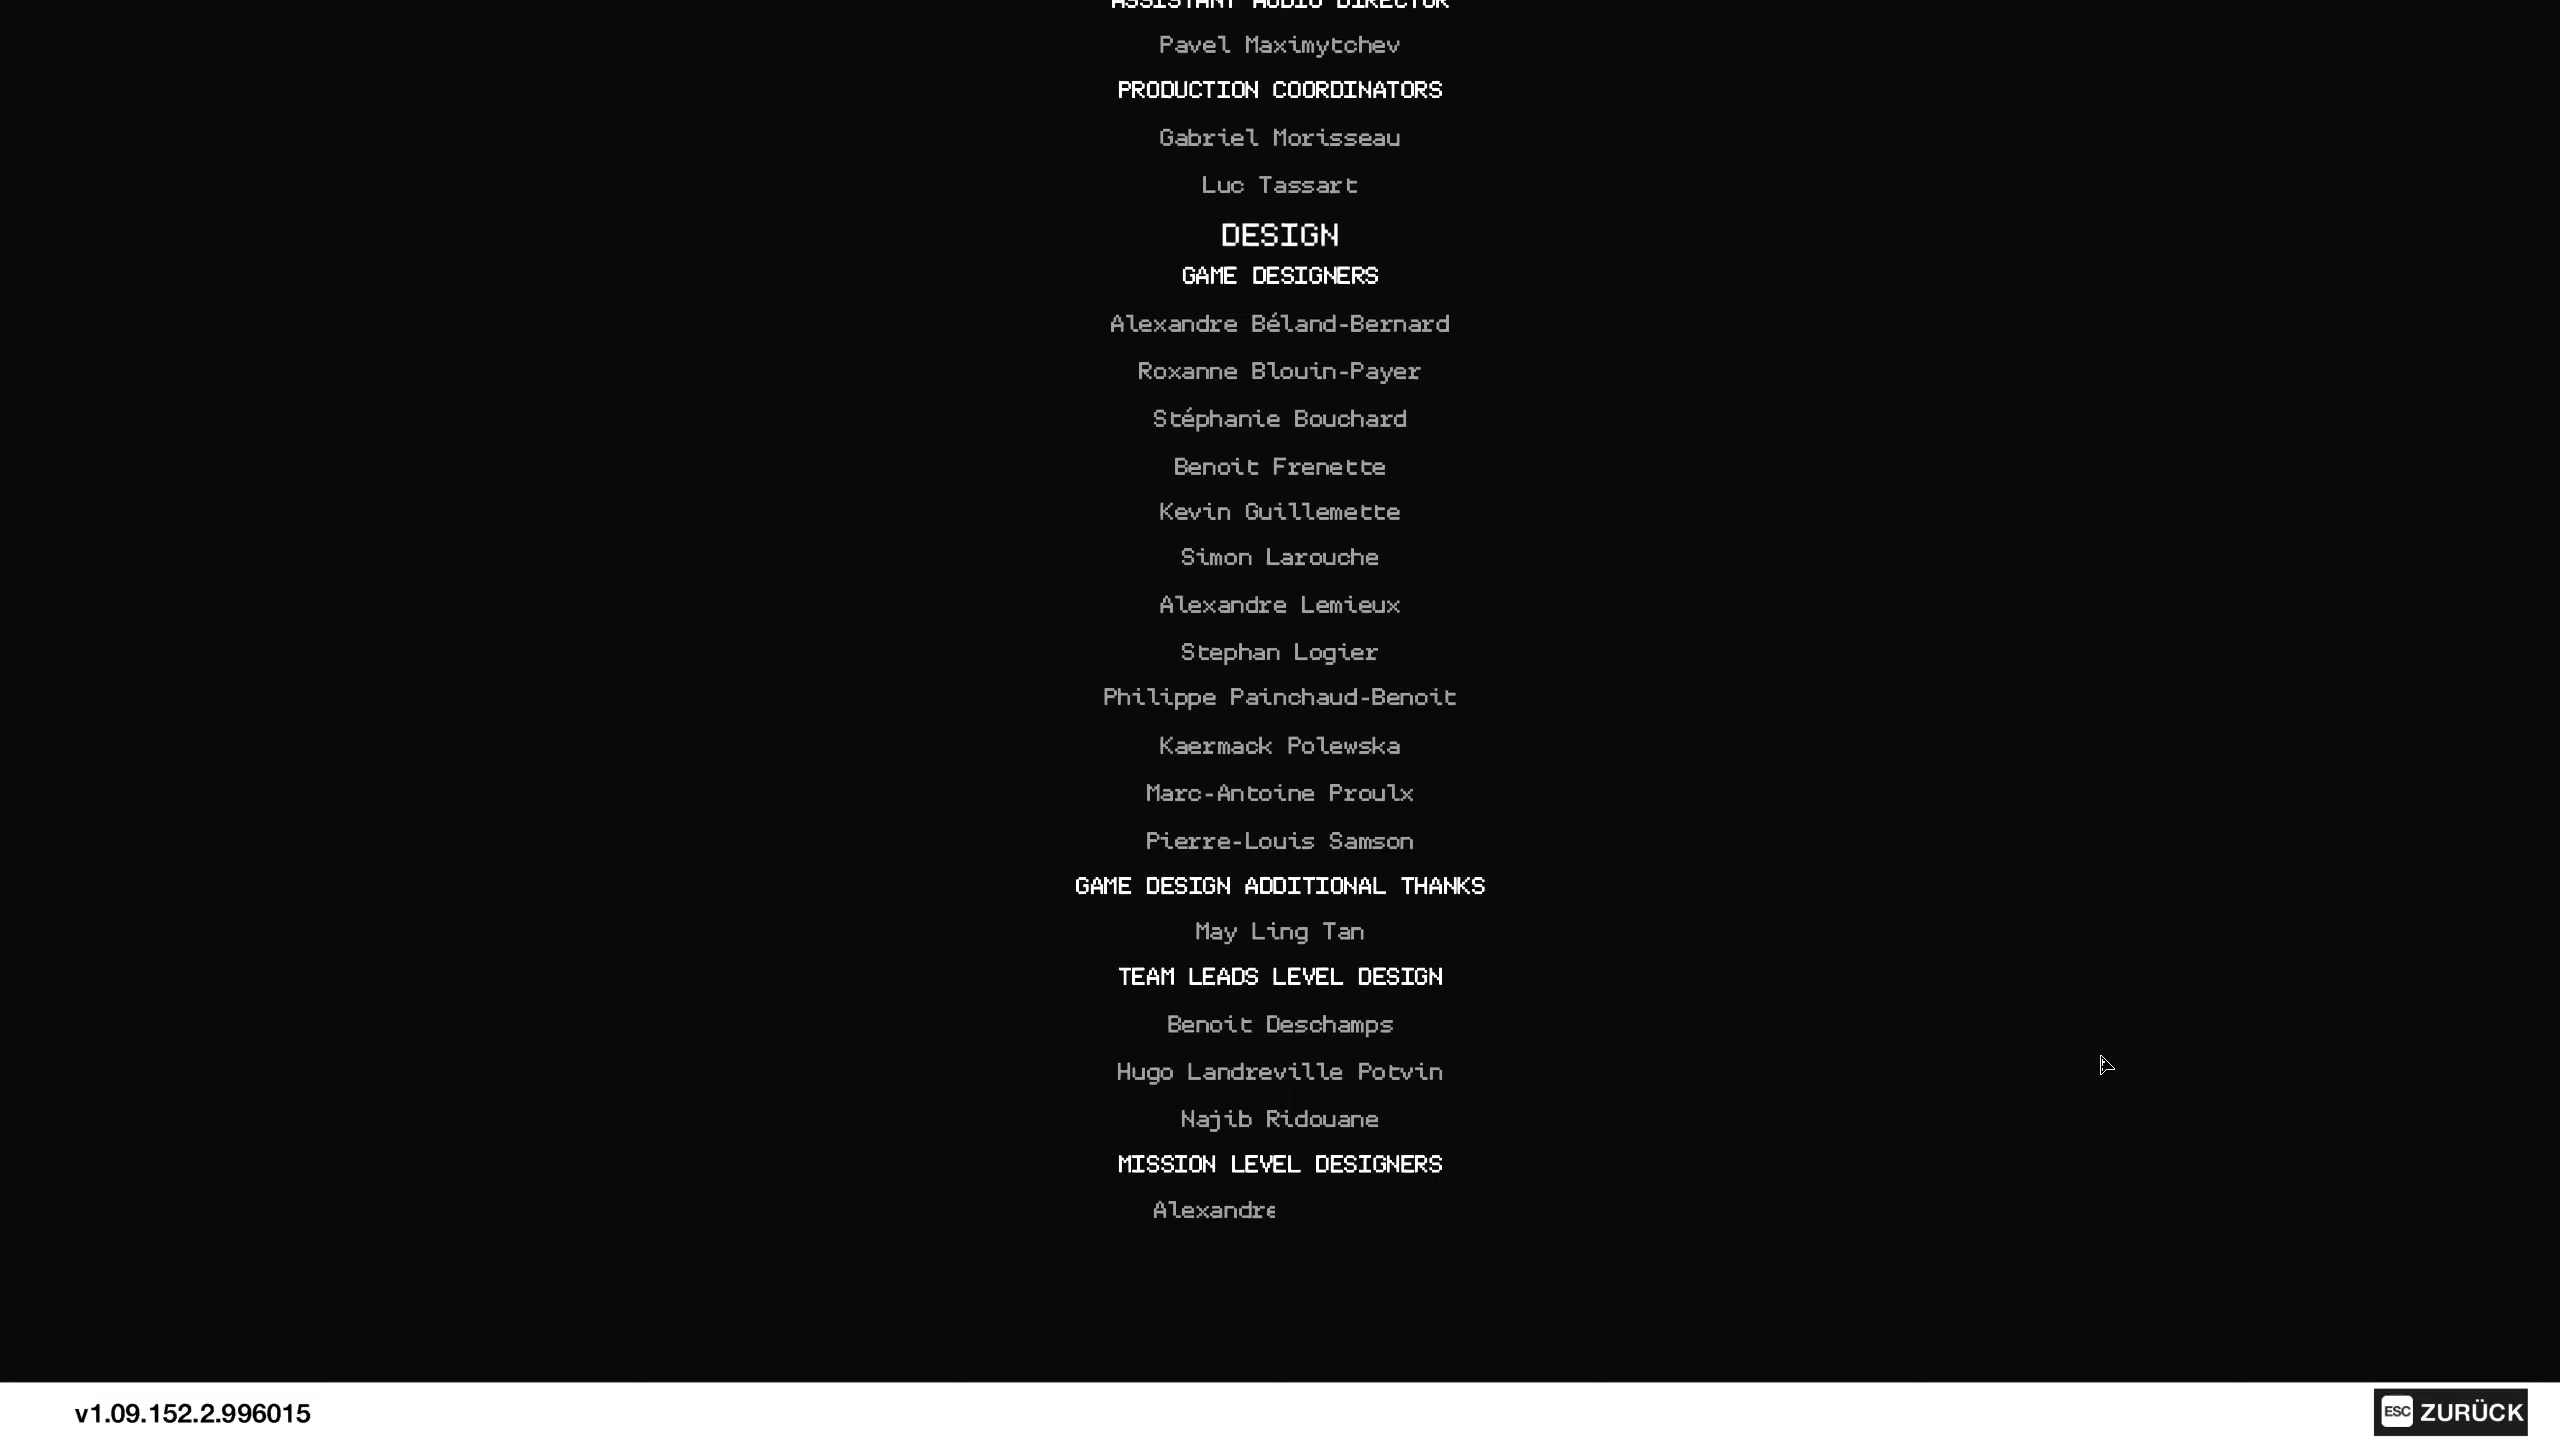 ASSISTANT AUDIO DIRECTOR
Pavel Maximytchev
PRODUCTION COORDINATORS
Gabriel Morisseau
Luc Tassart
DESIGN
GAME DESIGNERS
Alexandre Béland-Bernard
Roxanne Blouin-Payer
Stéphanie Bouchard
Benoit Frenette
Kevin Guillemette
Simon Larouche
Alexandre Lemieux
Stephan Logier
Philippe Painchaud-Benoit
Kaermack Polewska
Marc-Antoine Proulx
Pierre-Louis Samson
GAME DESIGN ADDITIONAL THANKS
May Ling Tan
TEAM LEADS LEVEL DESIGN
Benoit Deschamps
Hugo Landreville Potvin
Najib Ridouane
MISSION LEVEL DESIGNERS
Alexandre
v1.09.152.2.996015
ESC ZURÜCK